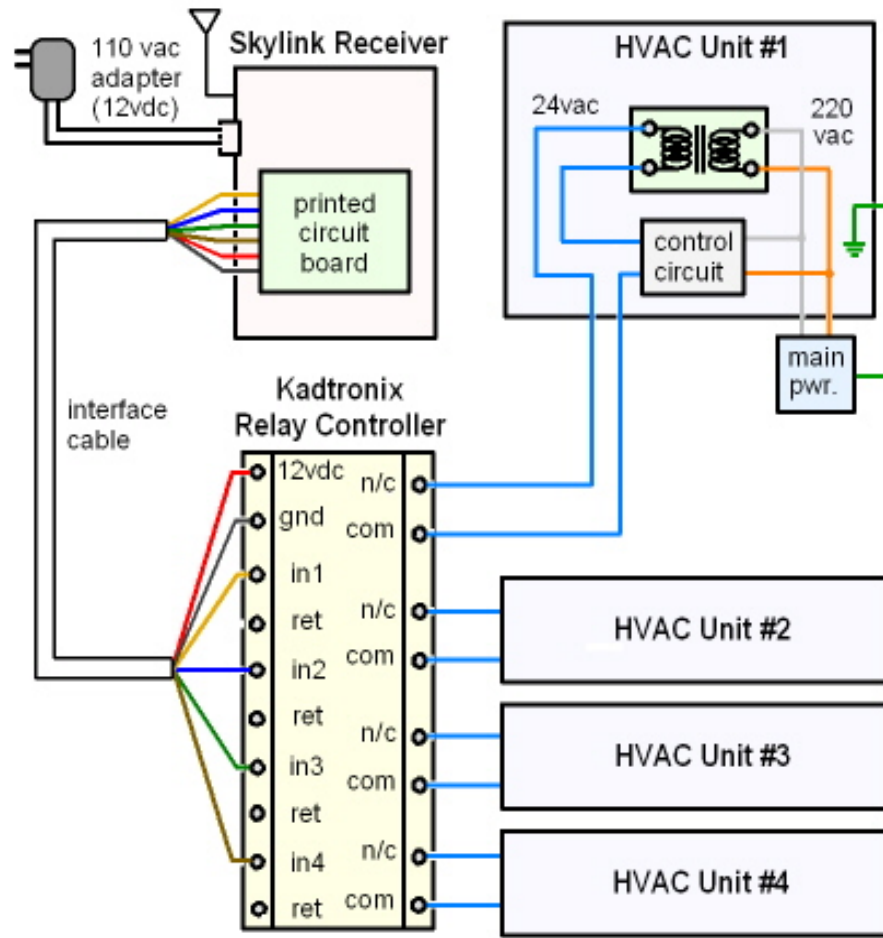 110 vac
adapter
(12vdc)
Skylink Receiver
printed
circuit
board
HVAC Unit #1
24vac
220
vac
control
circuit
main
pwr.
interface
cable
Kadtronix
Relay Controller
12vdc
n/c
gnd
com
in1
n/c
ret
com
in2
ret
n/c
in3
com
ret
n/c
in4
com
ret
HVAC Unit #2
HVAC Unit #3
HVAC Unit #4